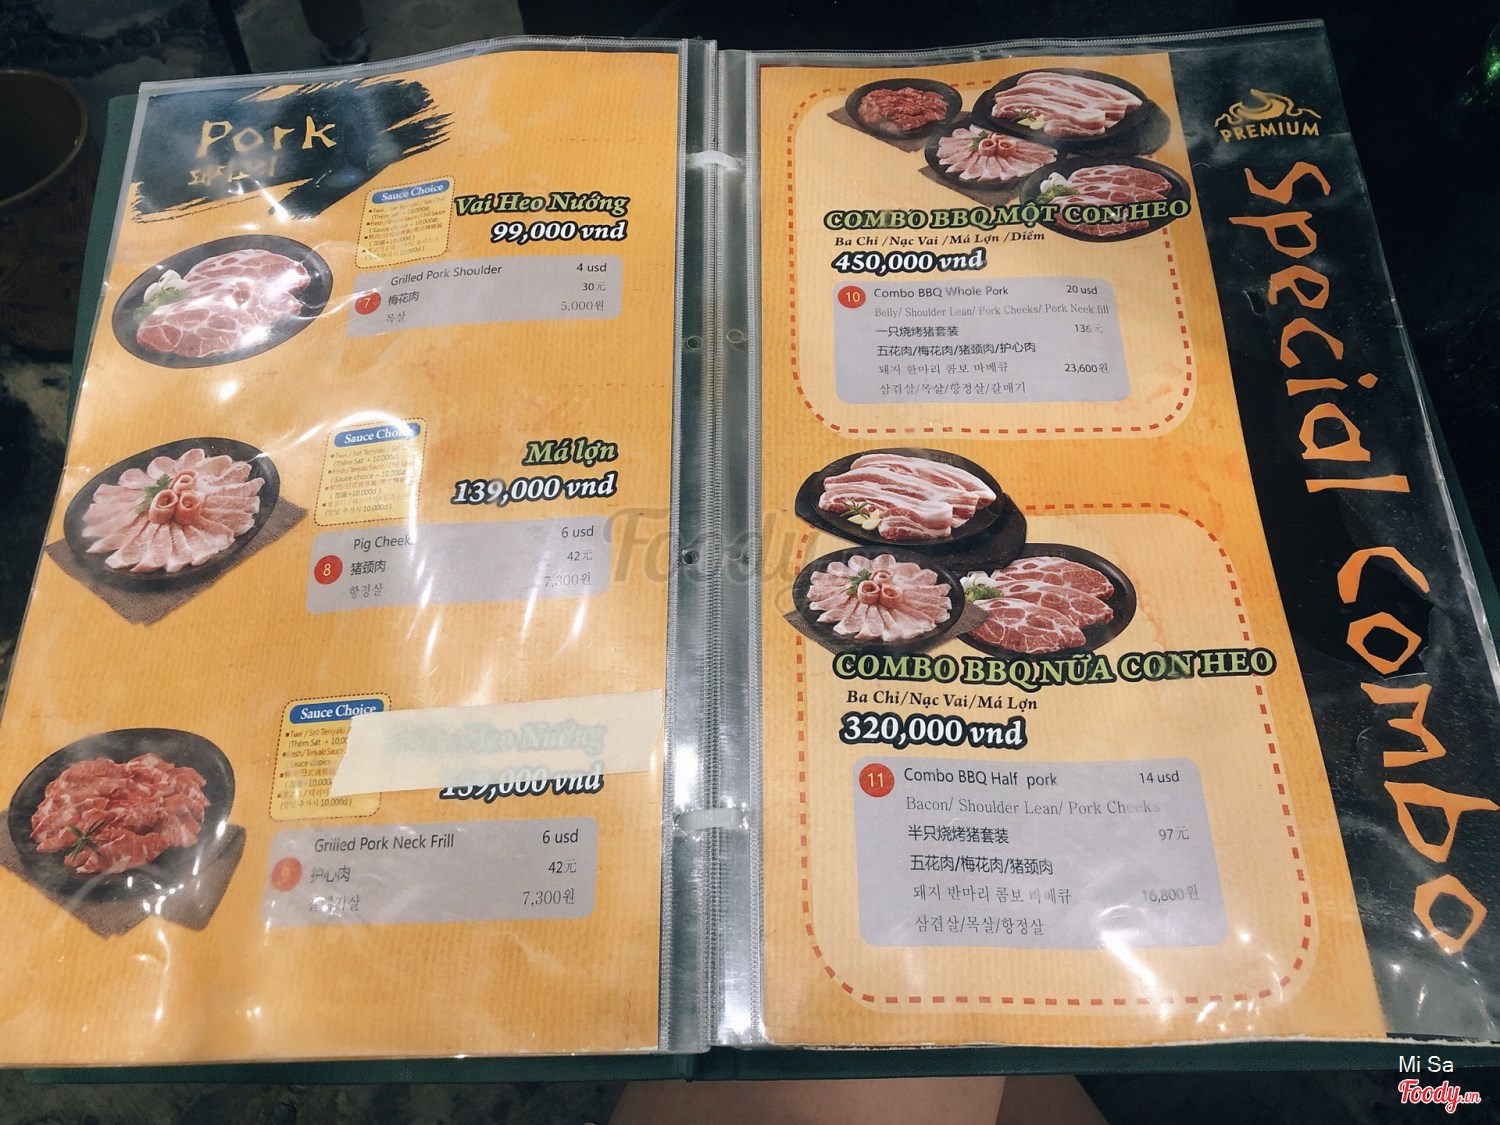 Pork
돼지고기
Sauce Choice
Vai Heo Nướng
99,000 vnd
Grilled Pork Shoulder 4 usd
7 梅花肉 30元
목살 5,000원
Sauce Choice
Má lợn
139,000 vnd
Pig Cheek 6 usd
8 猪颈肉 42元
항정살 7,300원
Sauce Choice
Nướng
139,000 vnd
Grilled Pork Neck Frill 6 usd
9 护心肉 42元
7,300원
PREMIUM
Special Combo
COMBO BBQ MỘT CON HEO
Ba Chỉ /Nạc Vai /Má Lợn /Diềm
450,000 vnd
10 Combo BBQ Whole Pork 20 usd
Belly/ Shoulder Lean/ Pork Cheeks/ Pork Neek fill
一只烧烤猪套装 136元
五花肉/梅花肉/猪颈肉/护心肉
돼지 한마리 콤보 바베큐 23,600원
삼겹살/목살/항정살/갈매기
COMBO BBQ NỬA CON HEO
Ba Chỉ/Nạc Vai/Má Lợn
320,000 vnd
11 Combo BBQ Half pork 14 usd
Bacon/ Shoulder Lean/ Pork Cheeks
半只烧烤猪套装 97元
五花肉/梅花肉/猪颈肉
돼지 반마리 콤보 바베큐 16,800원
삼겹살/목살/항정살
Foody
Mi Sa
Foody.vn